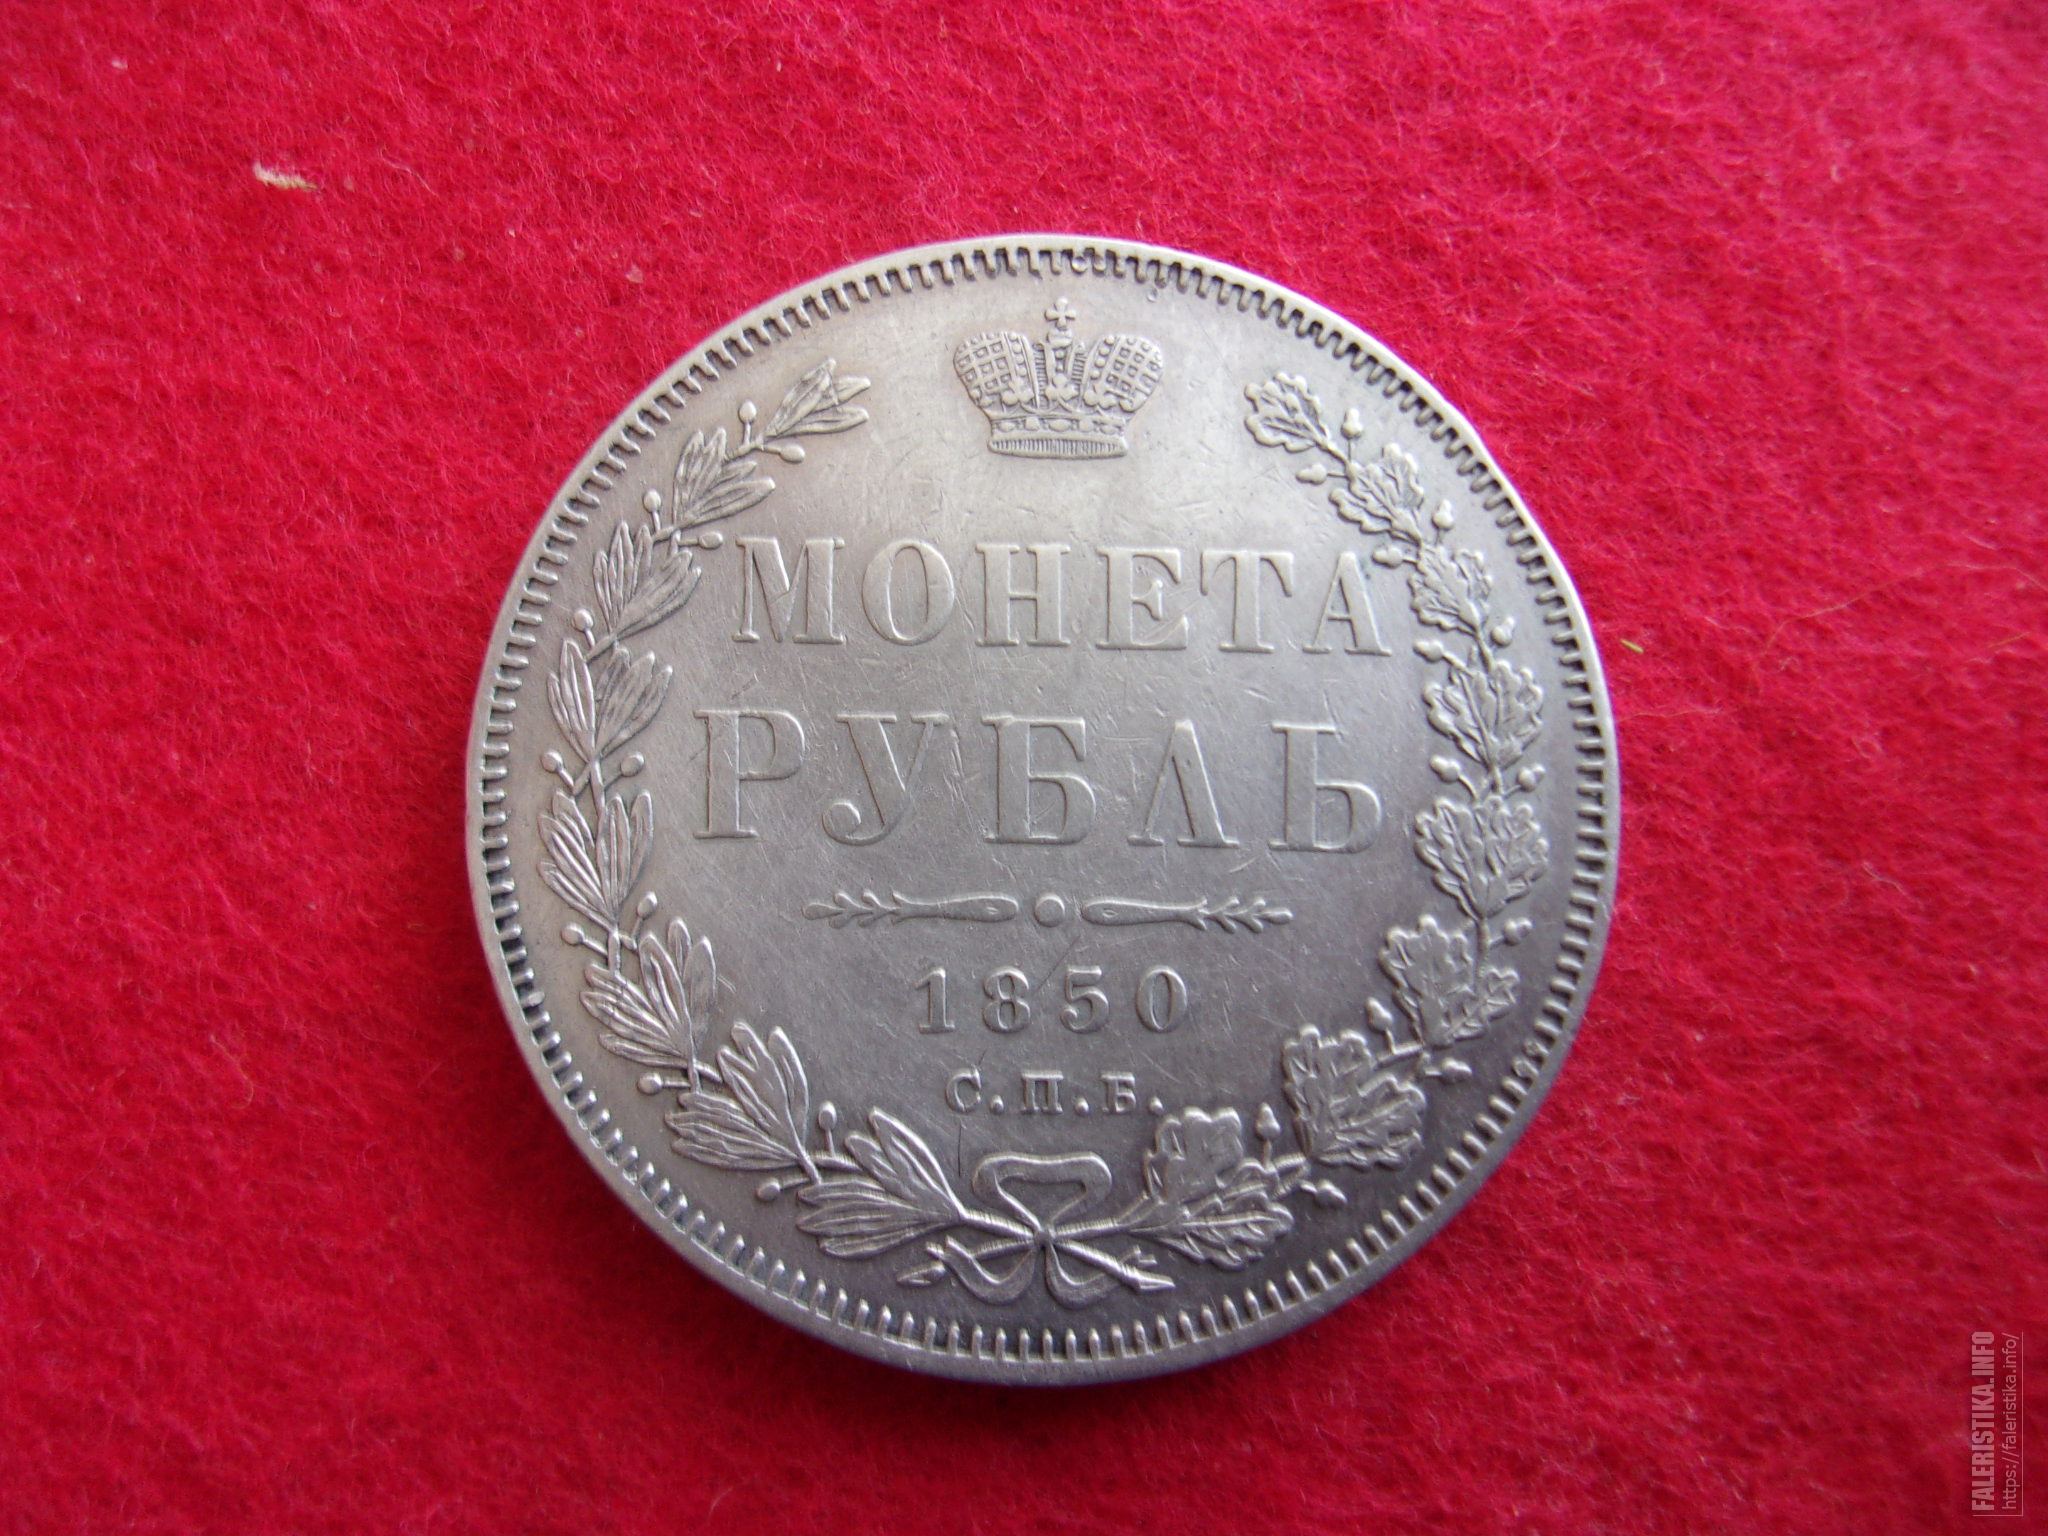 МОНЕТА
РУБЛЬ
1850
С.П.Б.
FALERISTIKA.INFO
https://faleristika.info/